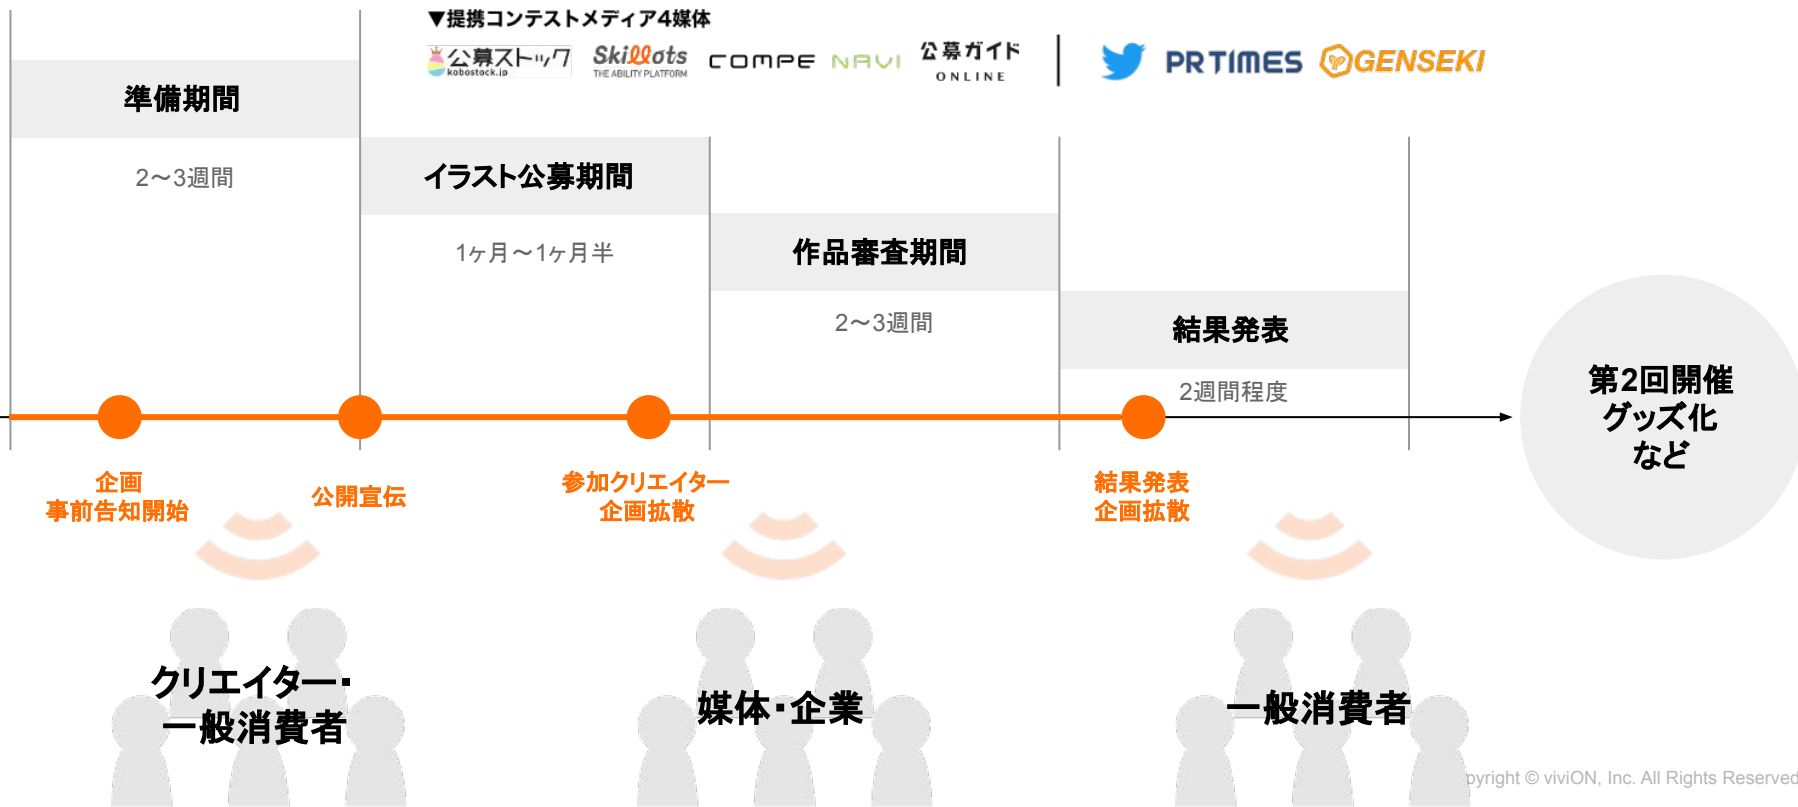 ▼提携コンテストメディア4媒体
公募ストック
kobostock.jp
Skillots
THE ABILITY PLATFORM
COMPE NAVI
公募ガイド
ONLINE
PR TIMES
GENSEKI
準備期間
2〜3週間
イラスト公募期間
1ヶ月〜1ヶ月半
作品審査期間
2〜3週間
結果発表
2週間程度
第2回開催
グッズ化
など
企画
事前告知開始
公開宣伝
参加クリエイター
企画拡散
結果発表
企画拡散
クリエイター・
一般消費者
媒体・企業
一般消費者
pyright © viviON, Inc. All Rights Reserved